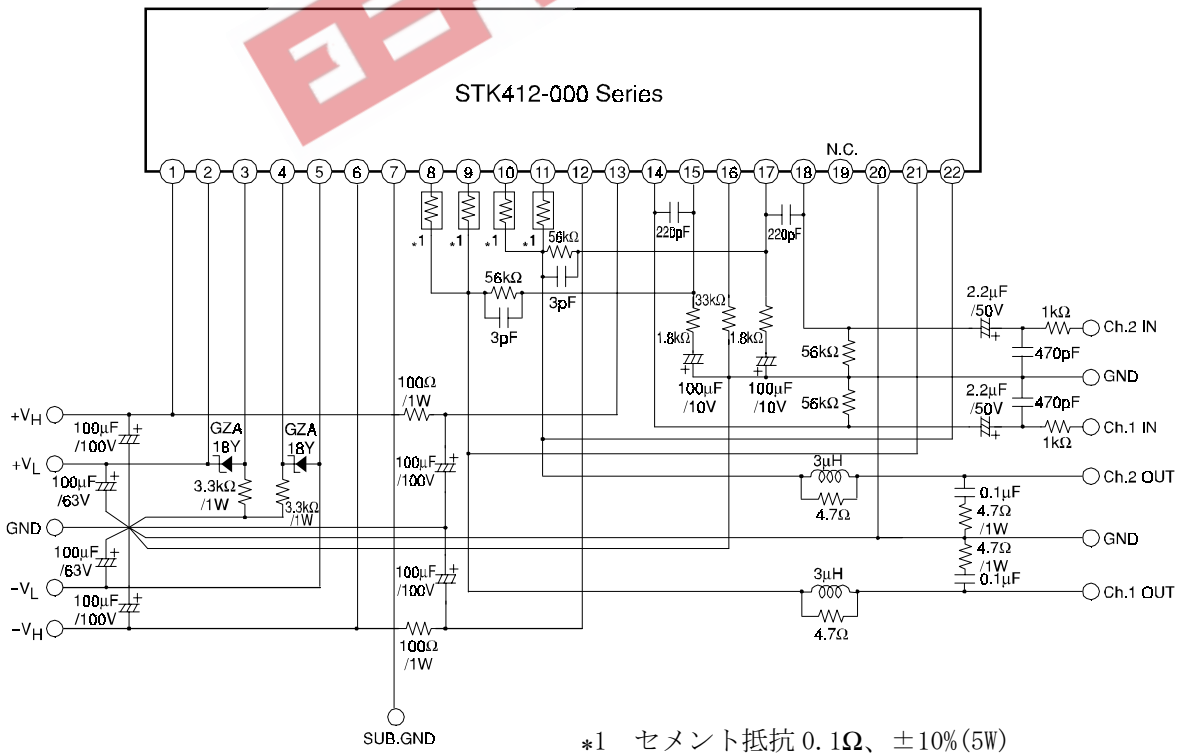 STK412-000 Series
N.C.
1 2 3 4 5 6 7 8 9 10 11 12 13 14 15 16 17 18 19 20 21 22
*1 *1 *1 *1
56kΩ
3pF
56kΩ
3pF
220pF
220pF
33kΩ
1.8kΩ
1.8kΩ
100μF
/10V
100μF
/10V
2.2μF
/50V
1kΩ
Ch.2 IN
56kΩ
470pF
GND
56kΩ
2.2μF
/50V
470pF
1kΩ
Ch.1 IN
100Ω
/1W
+VH
100μF
/100V
GZA
18Y
GZA
18Y
+VL
100μF
/63V
3.3kΩ
/1W
3.3kΩ
/1W
100μF
/100V
GND
100μF
/63V
100μF
/100V
-VL
100μF
/100V
-VH
100Ω
/1W
3μH
4.7Ω
Ch.2 OUT
0.1μF
4.7Ω
/1W
GND
4.7Ω
/1W
0.1μF
3μH
4.7Ω
Ch.1 OUT
SUB.GND
*1 セメント抵抗 0.1Ω、±10%(5W)